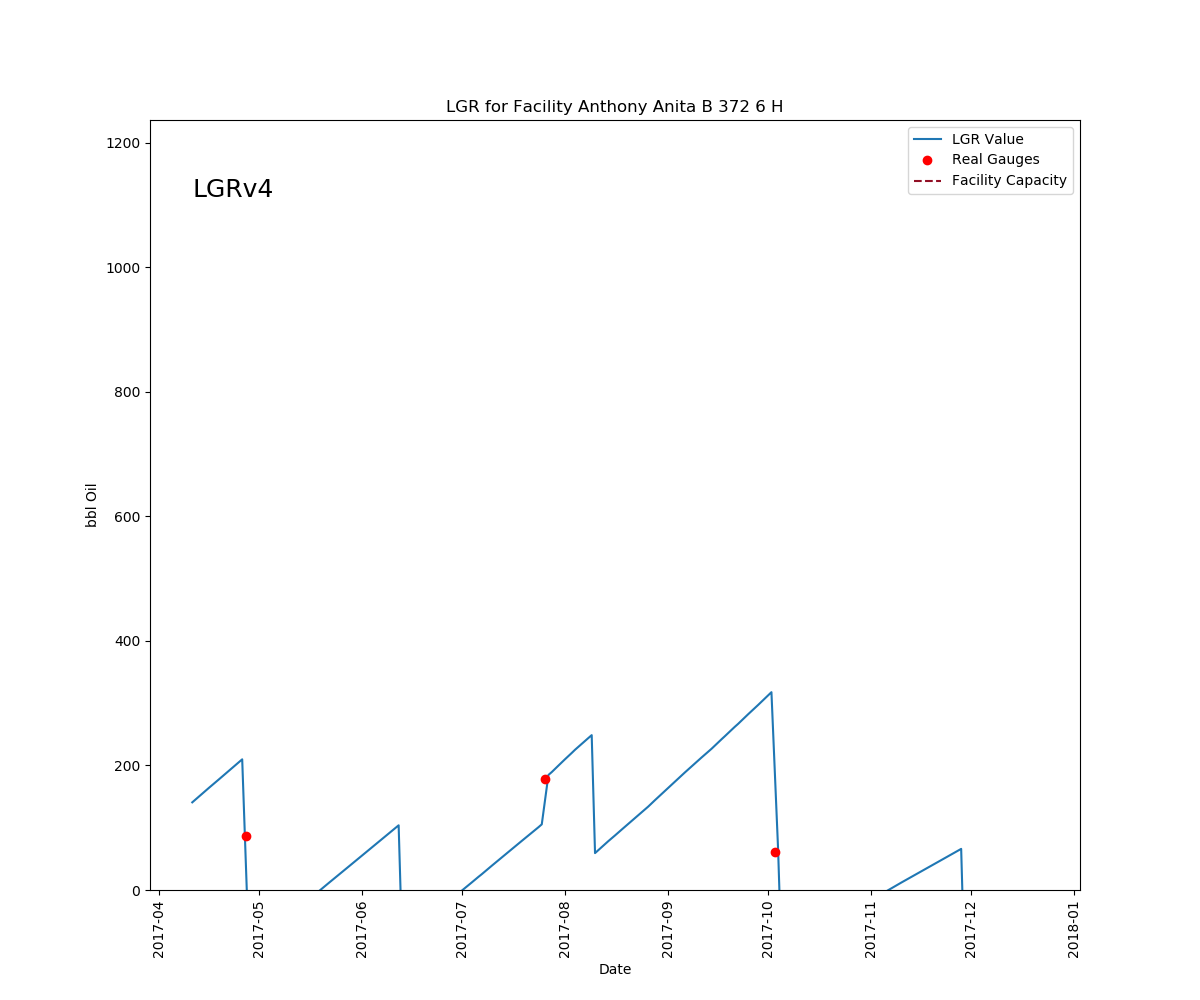 LGR for Facility Anthony Anita B 372 6 H
LGR Value
Real Gauges
Facility Capacity
LGRv4
bbl Oil
1200
1000
800
600
400
200
0
2017-04
2017-05
2017-06
2017-07
2017-08
2017-09
2017-10
2017-11
2017-12
2018-01
Date